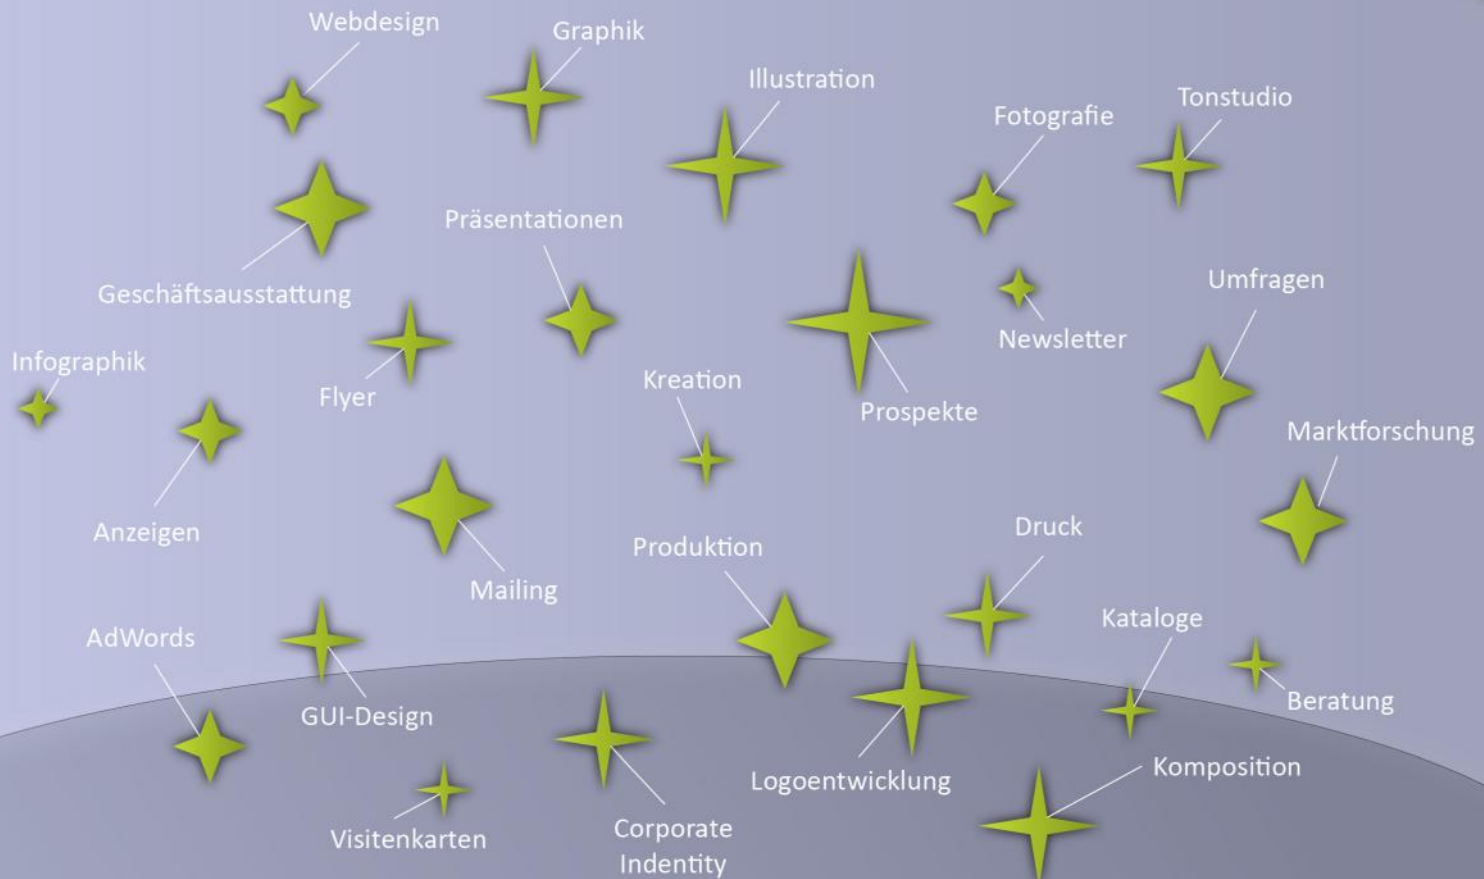 Webdesign
Graphik
Illustration
Tonstudio
Fotografie
Präsentationen
Umfragen
Geschäftsausstattung
Newsletter
Infographik
Kreation
Flyer
Prospekte
Marktforschung
Druck
Anzeigen
Produktion
Mailing
Kataloge
AdWords
Beratung
GUI-Design
Komposition
Logoentwicklung
Corporate
Indentity
Visitenkarten